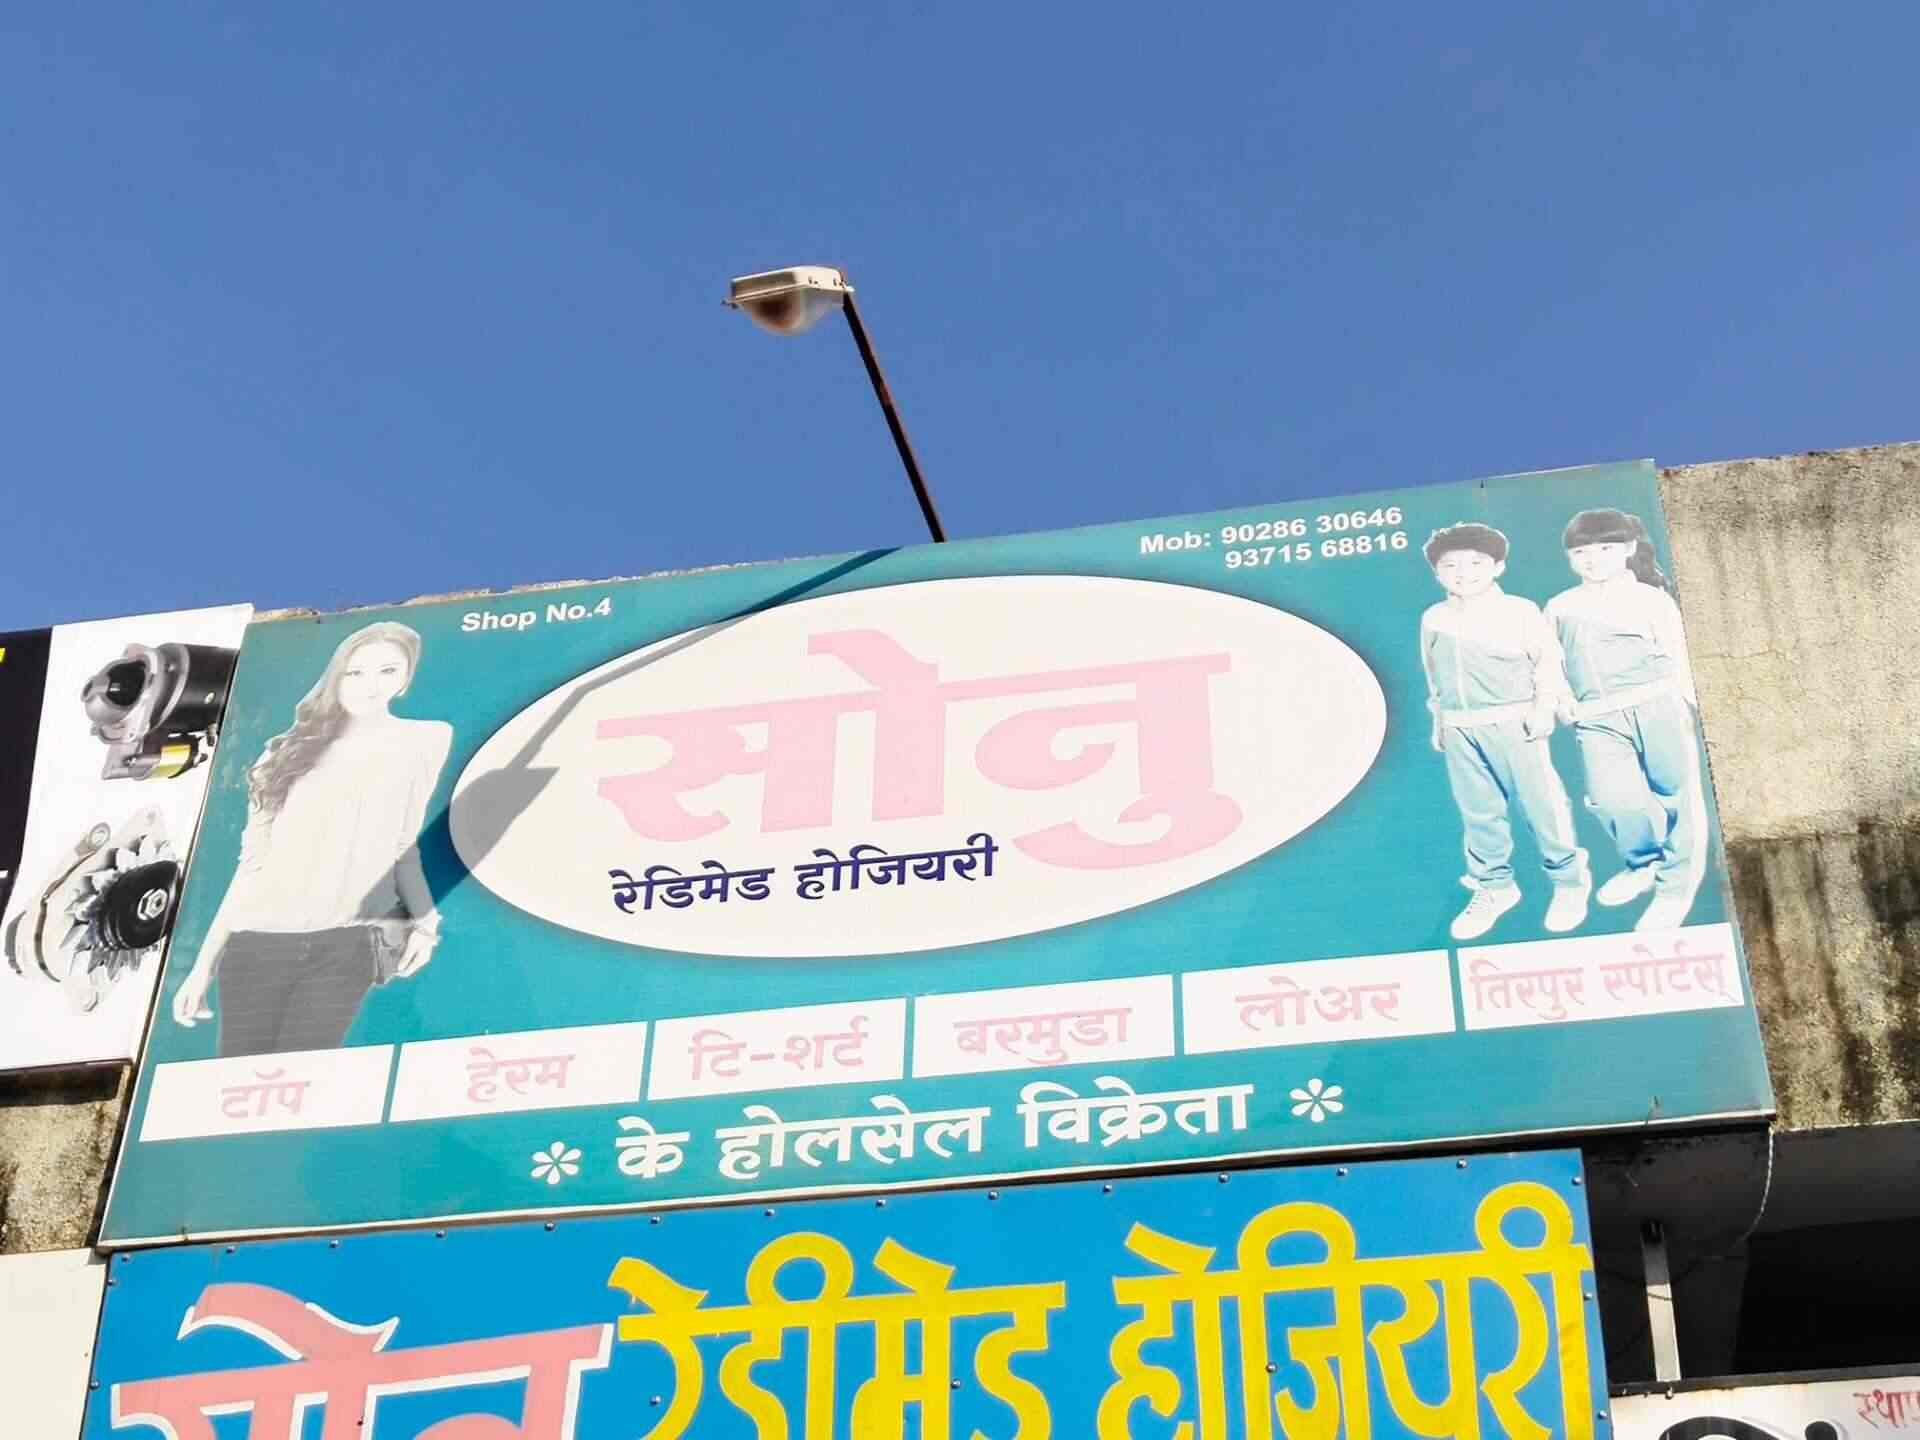 Shop No.4
Mob: 90286 30646
93715 68816
सोनु
रेडिमेड होजियरी
टॉप
हेरम
टि-शर्ट
बरमुडा
लोअर
तिरपुर स्पोर्टस्
* के होलसेल विक्रेता *
रेडीमेड होजियरी